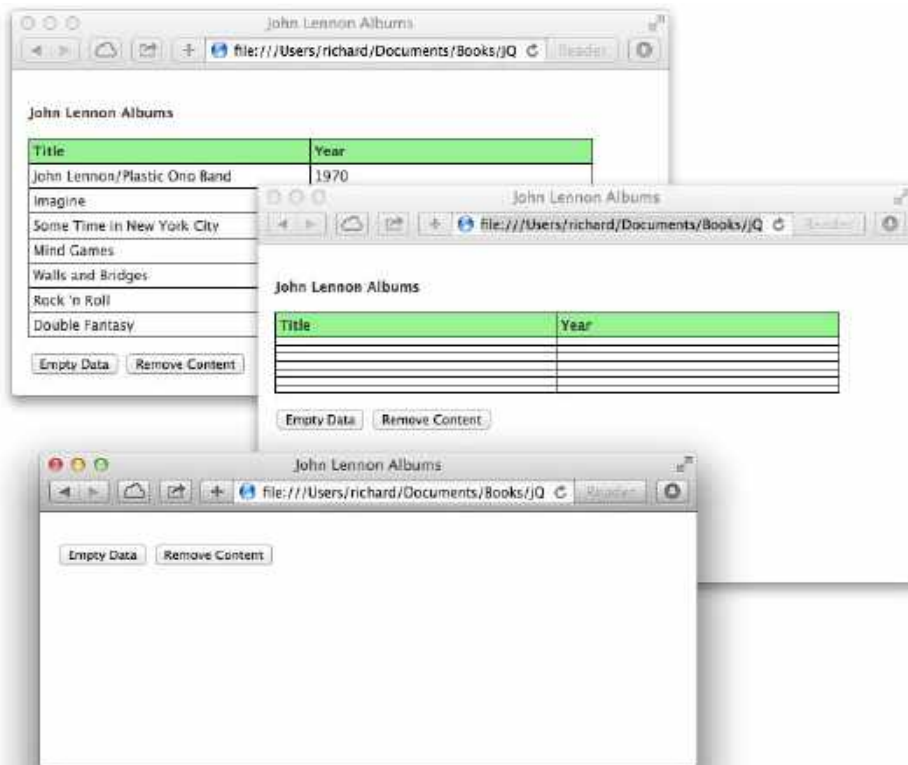 John Lennon Albums
file:///Users/richard/Documents/Books/jQ
Reader
John Lennon Albums
Title Year
John Lennon/Plastic Ono Band 1970
Imagine
Some Time in New York City
Mind Games
Walls and Bridges
Rock 'n Roll
Double Fantasy
Empty Data Remove Content
John Lennon Albums
file:///Users/richard/Documents/Books/jQ
Reader
John Lennon Albums
Title Year
Empty Data Remove Content
John Lennon Albums
file:///Users/richard/Documents/Books/jQ
Reader
Empty Data Remove Content